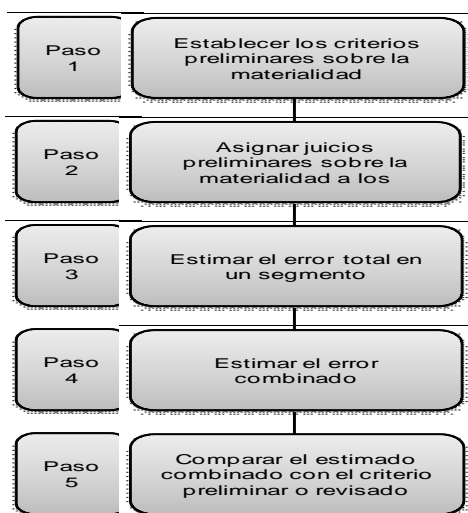 Paso
1
Establecer los criterios
preliminares sobre la
materialidad
Paso
2
Asignar juicios
preliminares sobre la
materialidad a los
Paso
3
Estimar el error total en
un segmento
Paso
4
Estimar el error
combinado
Paso
5
Comparar el estimado
combinado con el criterio
preliminar o revisado